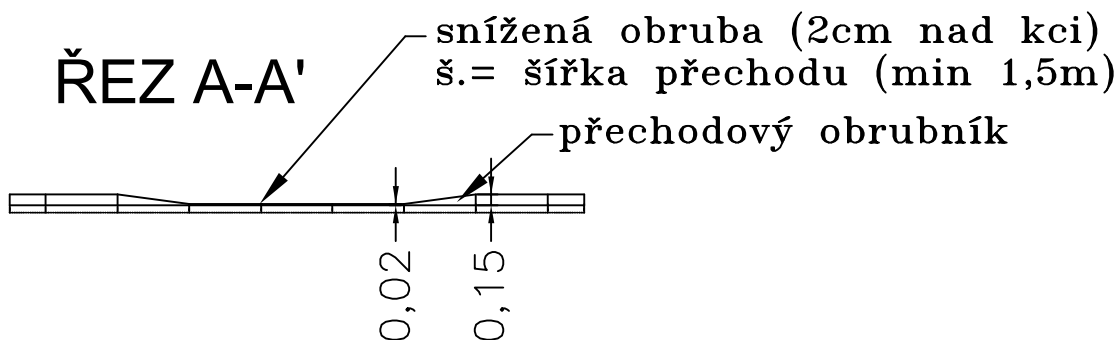 ŘEZ A-A'
snížená obruba (2cm nad kci)
š.= šířka přechodu (min 1,5m)
přechodový obrubník
0,02
0,15